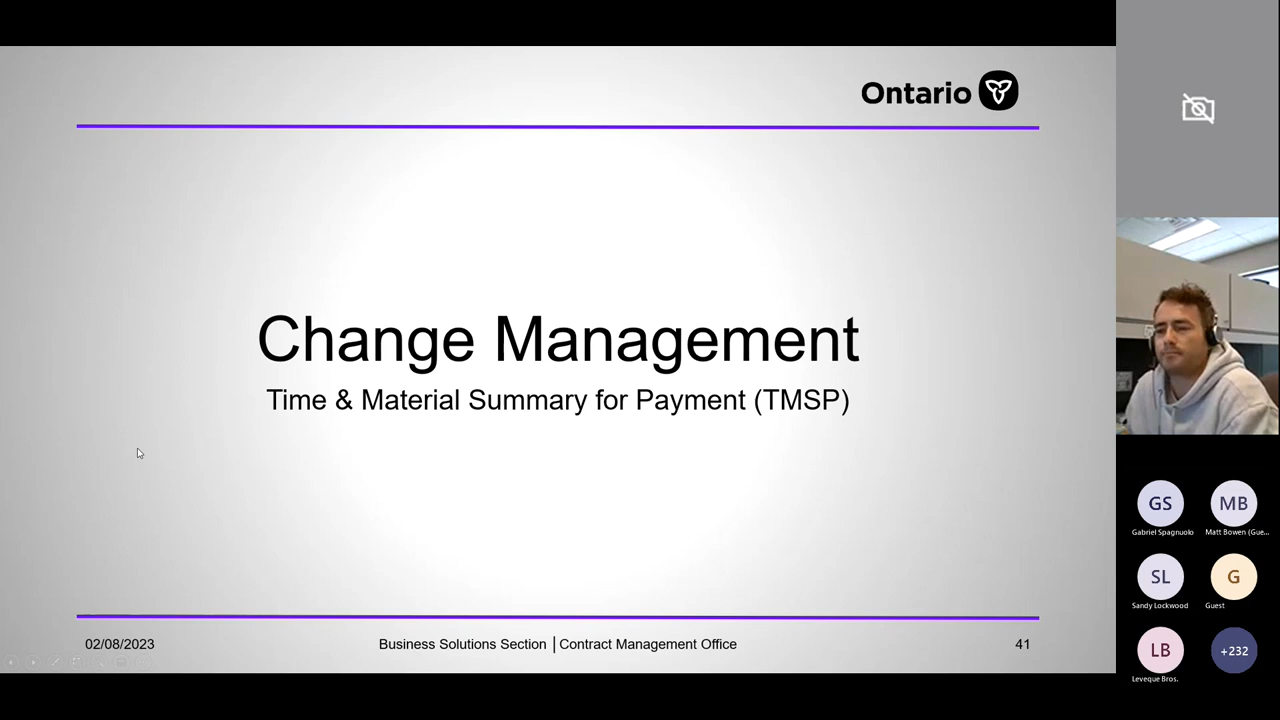 Ontario
Change Management
Time & Material Summary for Payment (TMSP)
02/08/2023
Business Solutions Section | Contract Management Office
41
GS
MB
Gabriel Spagnuolo
Matt Bowen (Gue...
SL
G
Sandy Lockwood
Guest
LB
+232
Leveque Bros.